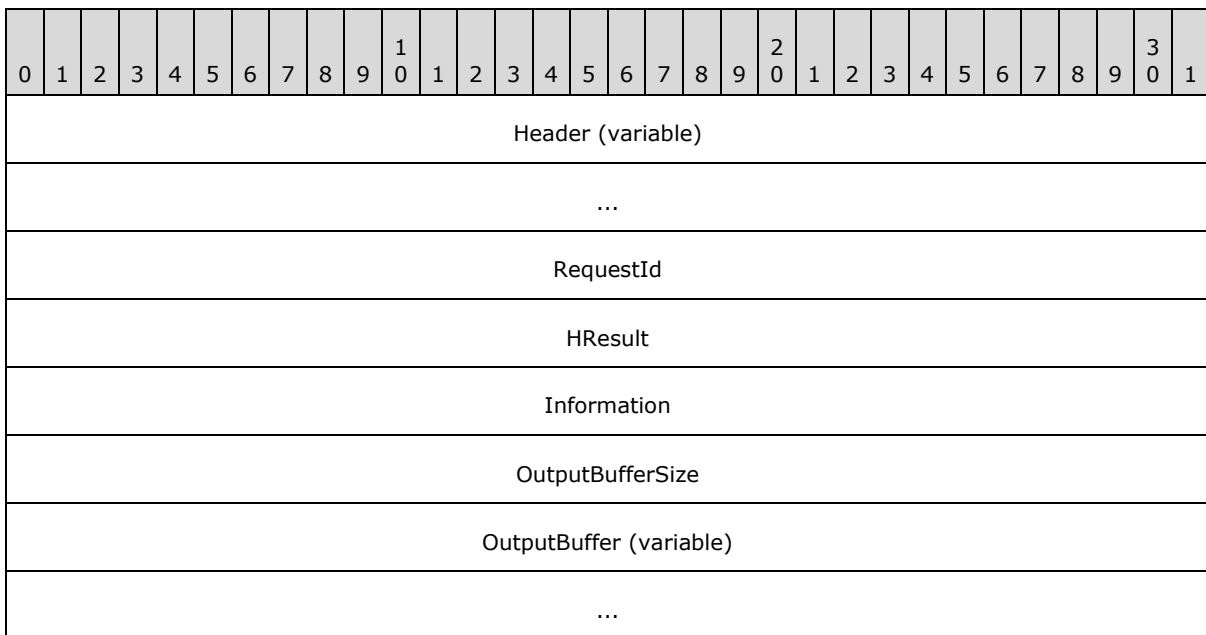 1 2 3
0 1 2 3 4 5 6 7 8 9 0 1 2 3 4 5 6 7 8 9 0 1 2 3 4 5 6 7 8 9 0 1
Header (variable)
...
RequestId
HResult
Information
OutputBufferSize
OutputBuffer (variable)
...